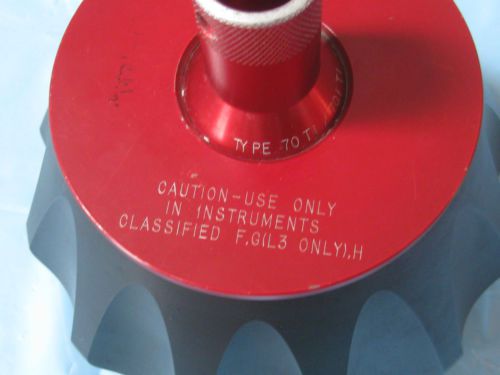 TYPE 70 TI
CAUTION-USE ONLY
IN INSTRUMENTS
CLASSIFIED F,G(L3 ONLY),H